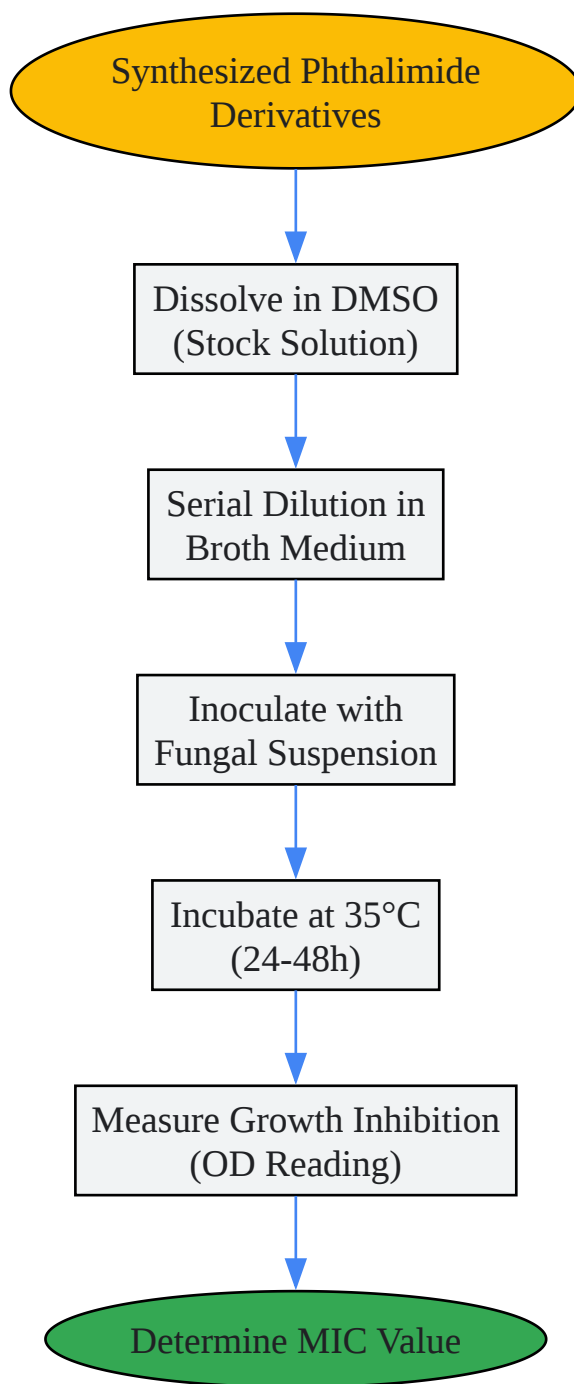 Synthesized Phthalimide
Derivatives
Dissolve in DMSO
(Stock Solution)
Serial Dilution in
Broth Medium
Inoculate with
Fungal Suspension
Incubate at 35°C
(24-48h)
Measure Growth Inhibition
(OD Reading)
Determine MIC Value